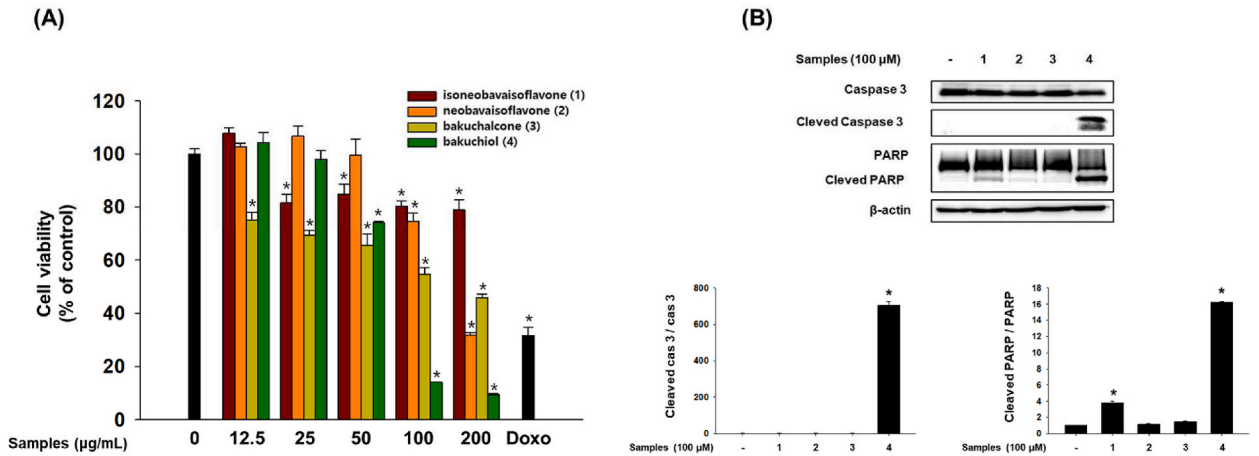 (A)
120
100
80
60
40
20
0
Cell viability
(% of control)
isoneobavaisoflavone (1)
neobavaisoflavone (2)
bakuchalcone (3)
bakuchiol (4)
* * * * * * * * * * * * * * *
Samples (µg/mL) 0 12.5 25 50 100 200 Doxo
(B)
Samples (100 µM) - 1 2 3 4
Caspase 3
Cleved Caspase 3
PARP
Cleved PARP
β-actin
800
600
400
200
0
Cleaved cas 3 / cas 3
*
Samples (100 µM) - 1 2 3 4
18
16
14
12
10
8
6
4
2
0
Cleaved PARP / PARP
* *
Samples (100 µM) - 1 2 3 4